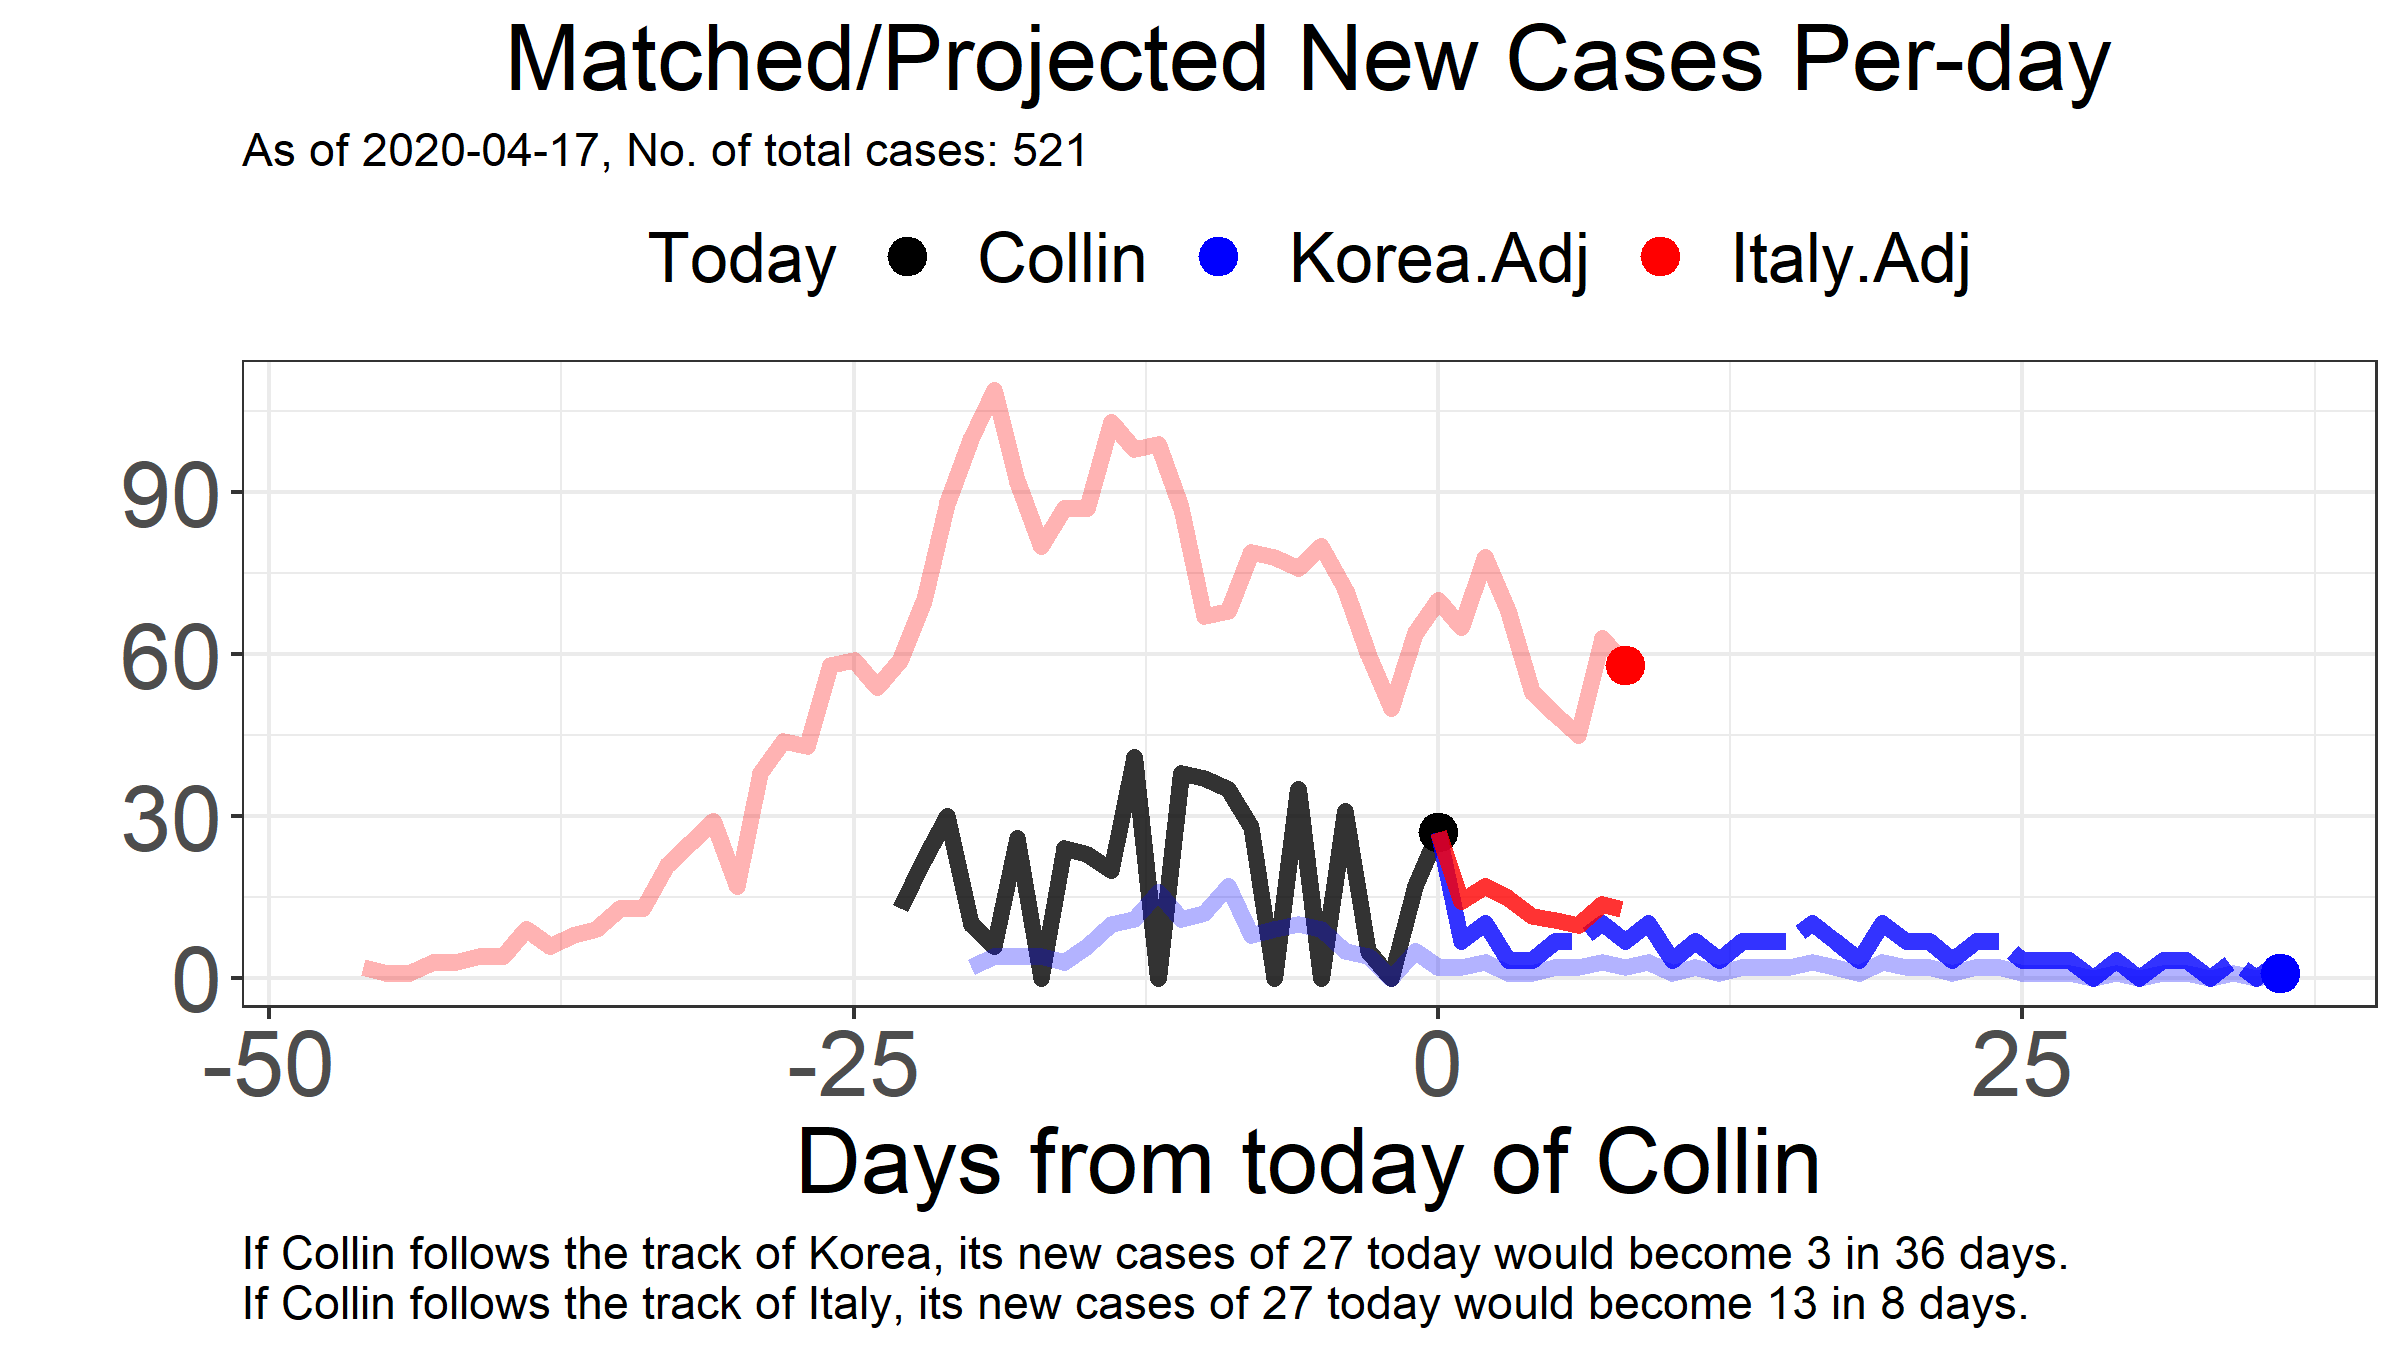 Matched/Projected New Cases Per-day
As of 2020-04-17, No. of total cases: 521
Today Collin Korea.Adj Italy.Adj
90
60
30
0
-50 -25 0 25
Days from today of Collin
If Collin follows the track of Korea, its new cases of 27 today would become 3 in 36 days.
If Collin follows the track of Italy, its new cases of 27 today would become 13 in 8 days.